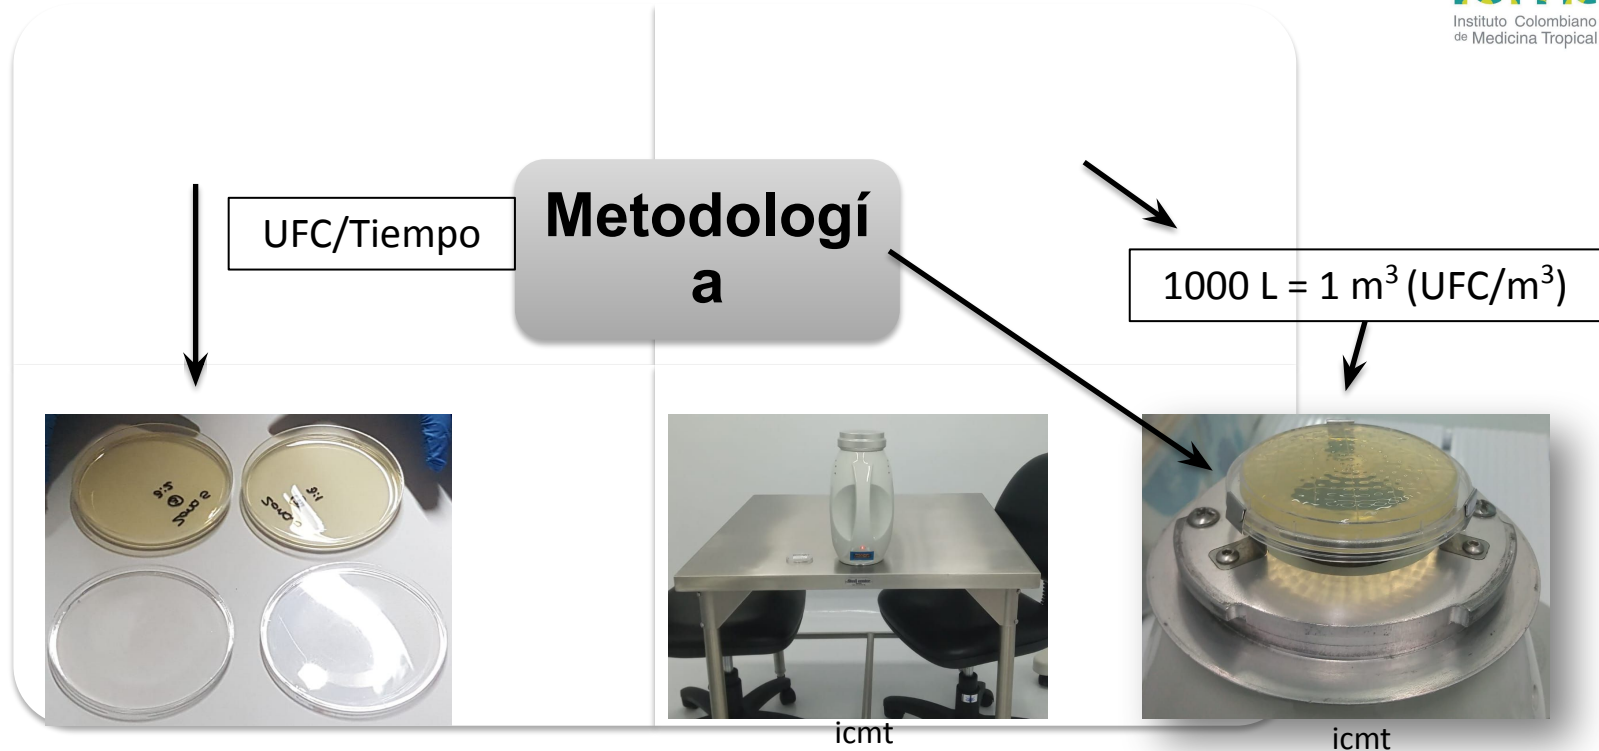 Instituto Colombiano
de Medicina Tropical
Metodologí
a
UFC/Tiempo
1000 L = 1 m³ (UFC/m³)
icmt
icmt